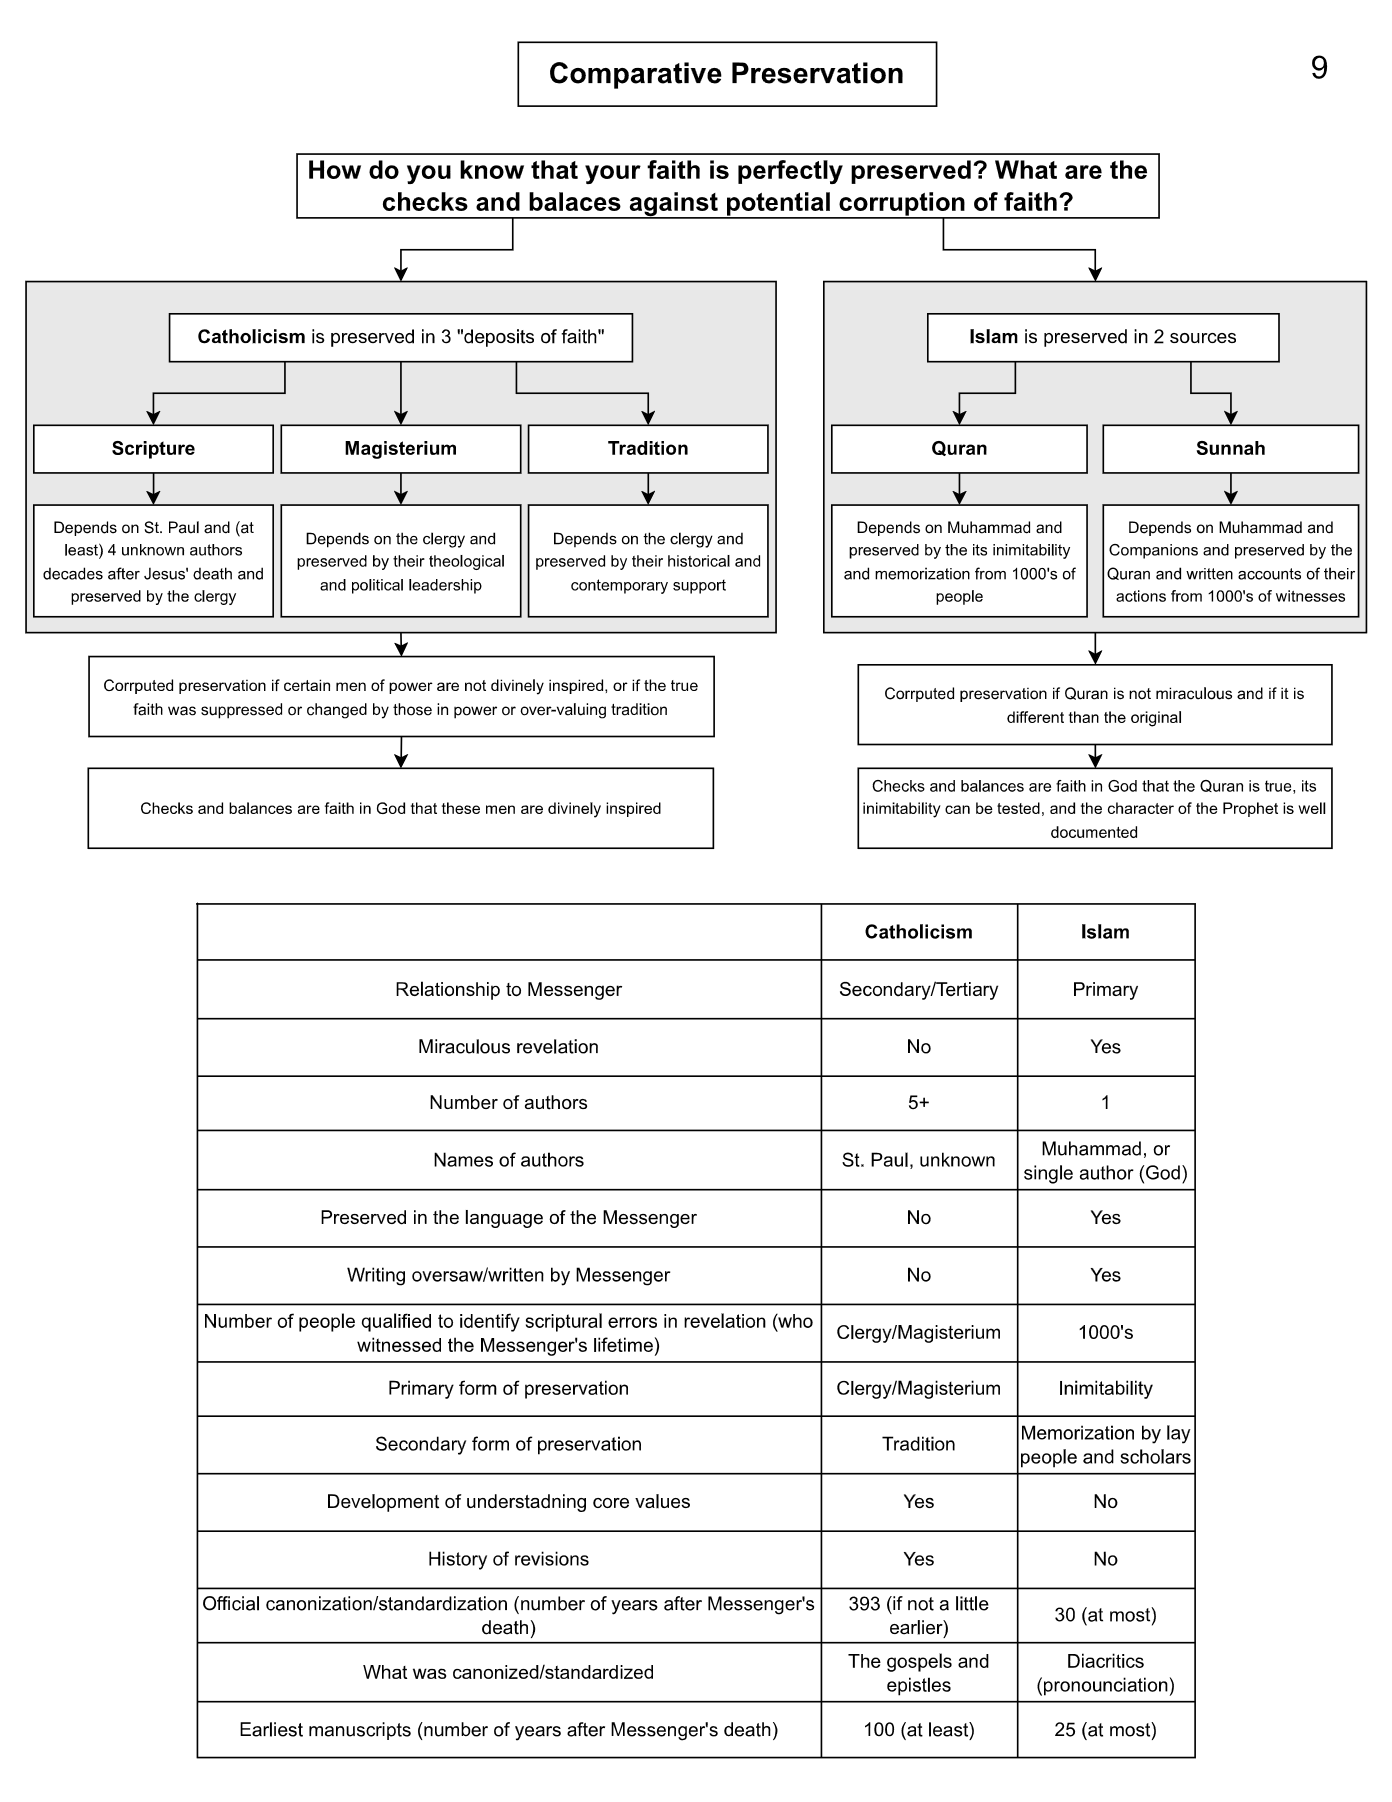 Comparative Preservation
9
How do you know that your faith is perfectly preserved? What are the
checks and balaces against potential corruption of faith?
Catholicism is preserved in 3 "deposits of faith"
Scripture
Magisterium
Tradition
Depends on St. Paul and (at
least) 4 unknown authors
decades after Jesus' death and
preserved by the clergy
Depends on the clergy and
preserved by their theological
and political leadership
Depends on the clergy and
preserved by their historical and
contemporary support
Corrputed preservation if certain men of power are not divinely inspired, or if the true
faith was suppressed or changed by those in power or over-valuing tradition
Checks and balances are faith in God that these men are divinely inspired
Islam is preserved in 2 sources
Quran
Sunnah
Depends on Muhammad and
preserved by the its inimitability
and memorization from 1000's of
people
Depends on Muhammad and
Companions and preserved by the
Quran and written accounts of their
actions from 1000's of witnesses
Corrputed preservation if Quran is not miraculous and if it is
different than the original
Checks and balances are faith in God that the Quran is true, its
inimitability can be tested, and the character of the Prophet is well
documented
Catholicism
Islam
Relationship to Messenger
Secondary/Tertiary
Primary
Miraculous revelation
No
Yes
Number of authors
5+
1
Names of authors
St. Paul, unknown
Muhammad, or
single author (God)
Preserved in the language of the Messenger
No
Yes
Writing oversaw/written by Messenger
No
Yes
Number of people qualified to identify scriptural errors in revelation (who
witnessed the Messenger's lifetime)
Clergy/Magisterium
1000's
Primary form of preservation
Clergy/Magisterium
Inimitability
Secondary form of preservation
Tradition
Memorization by lay
people and scholars
Development of understadning core values
Yes
No
History of revisions
Yes
No
Official canonization/standardization (number of years after Messenger's
death)
393 (if not a little
earlier)
30 (at most)
What was canonized/standardized
The gospels and
epistles
Diacritics
(pronounciation)
Earliest manuscripts (number of years after Messenger's death)
100 (at least)
25 (at most)